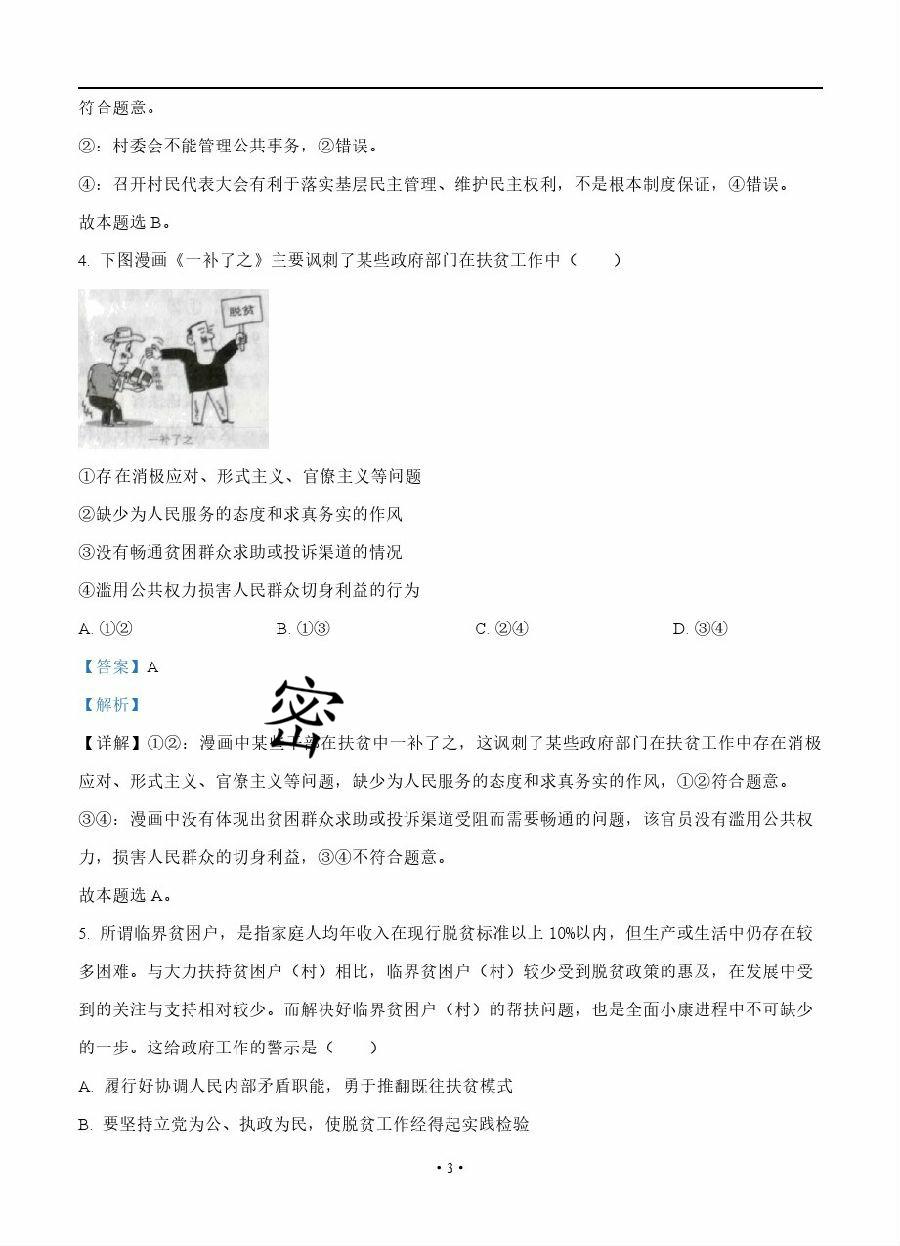 符合题意。
②：村委会不能管理公共事务，②错误。
④：召开村民代表大会有利于落实基层民主管理、维护民主权利，不是根本制度保证，④错误。
故本题选 B。
4. 下图漫画《一补了之》主要讽刺了某些政府部门在扶贫工作中（　　）
脱贫
一补了之
①存在消极应对、形式主义、官僚主义等问题
②缺少为人民服务的态度和求真务实的作风
③没有畅通贫困群众求助或投诉渠道的情况
④滥用公共权力损害人民群众切身利益的行为
A. ①② B. ①③ C. ②④ D. ③④
【答案】A
【解析】
密
【详解】①②：漫画中某些干部在扶贫中一补了之，这讽刺了某些政府部门在扶贫工作中存在消极
应对、形式主义、官僚主义等问题，缺少为人民服务的态度和求真务实的作风，①②符合题意。
③④：漫画中没有体现出贫困群众求助或投诉渠道受阻而需要畅通的问题，该官员没有滥用公共权
力，损害人民群众的切身利益，③④不符合题意。
故本题选 A。
5. 所谓临界贫困户，是指家庭人均年收入在现行脱贫标准以上 10%以内，但生产或生活中仍存在较
多困难。与大力扶持贫困户（村）相比，临界贫困户（村）较少受到脱贫政策的惠及，在发展中受
到的关注与支持相对较少。而解决好临界贫困户（村）的帮扶问题，也是全面小康进程中不可缺少
的一步。这给政府工作的警示是（　　）
A. 履行好协调人民内部矛盾职能，勇于推翻既往扶贫模式
B. 要坚持立党为公、执政为民，使脱贫工作经得起实践检验
• 3 •